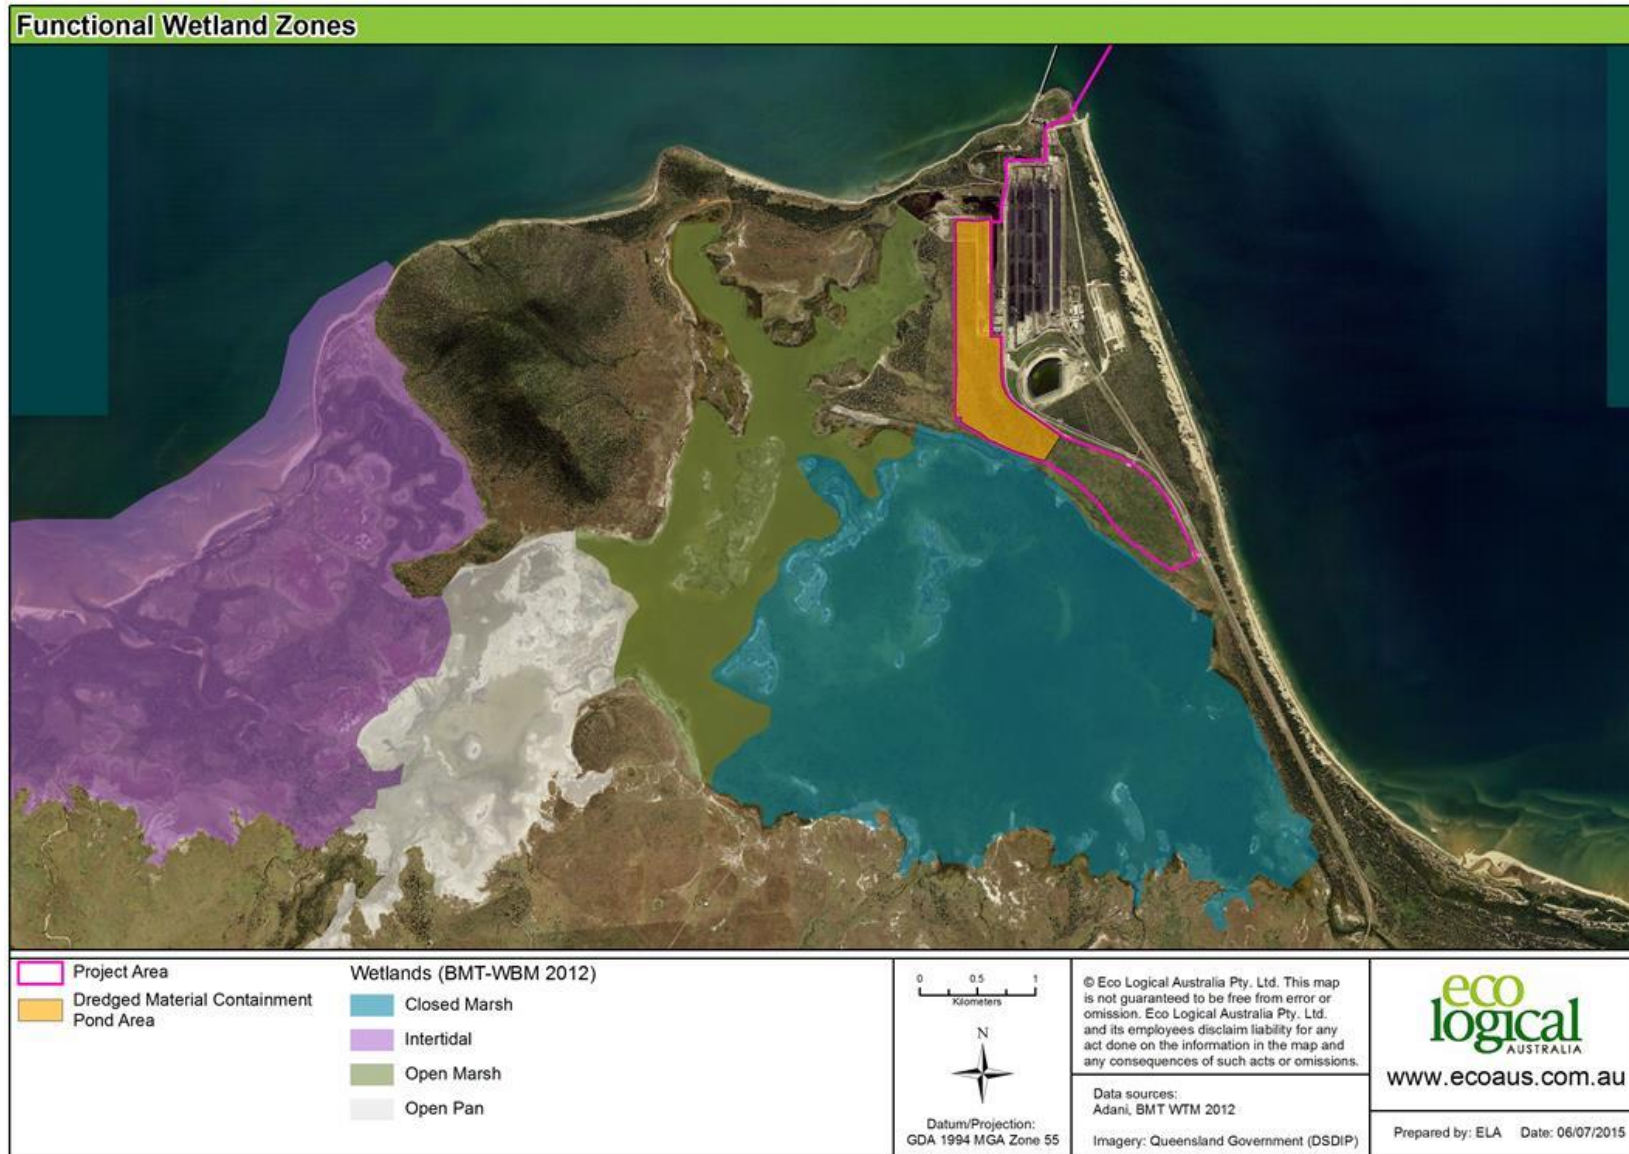 Functional Wetland Zones
Project Area
Dredged Material Containment
Pond Area
Wetlands (BMT-WBM 2012)
Closed Marsh
Intertidal
Open Marsh
Open Pan
0 0.5 1
Kilometers
N
Datum/Projection:
GDA 1994 MGA Zone 55
© Eco Logical Australia Pty. Ltd. This map
is not guaranteed to be free from error or
omission. Eco Logical Australia Pty. Ltd.
and its employees disclaim liability for any
act done on the information in the map and
any consequences of such acts or omissions.
Data sources:
Adani, BMT WTM 2012
Imagery: Queensland Government (DSDIP)
eco
logical
AUSTRALIA
www.ecoaus.com.au
Prepared by: ELA Date: 06/07/2015